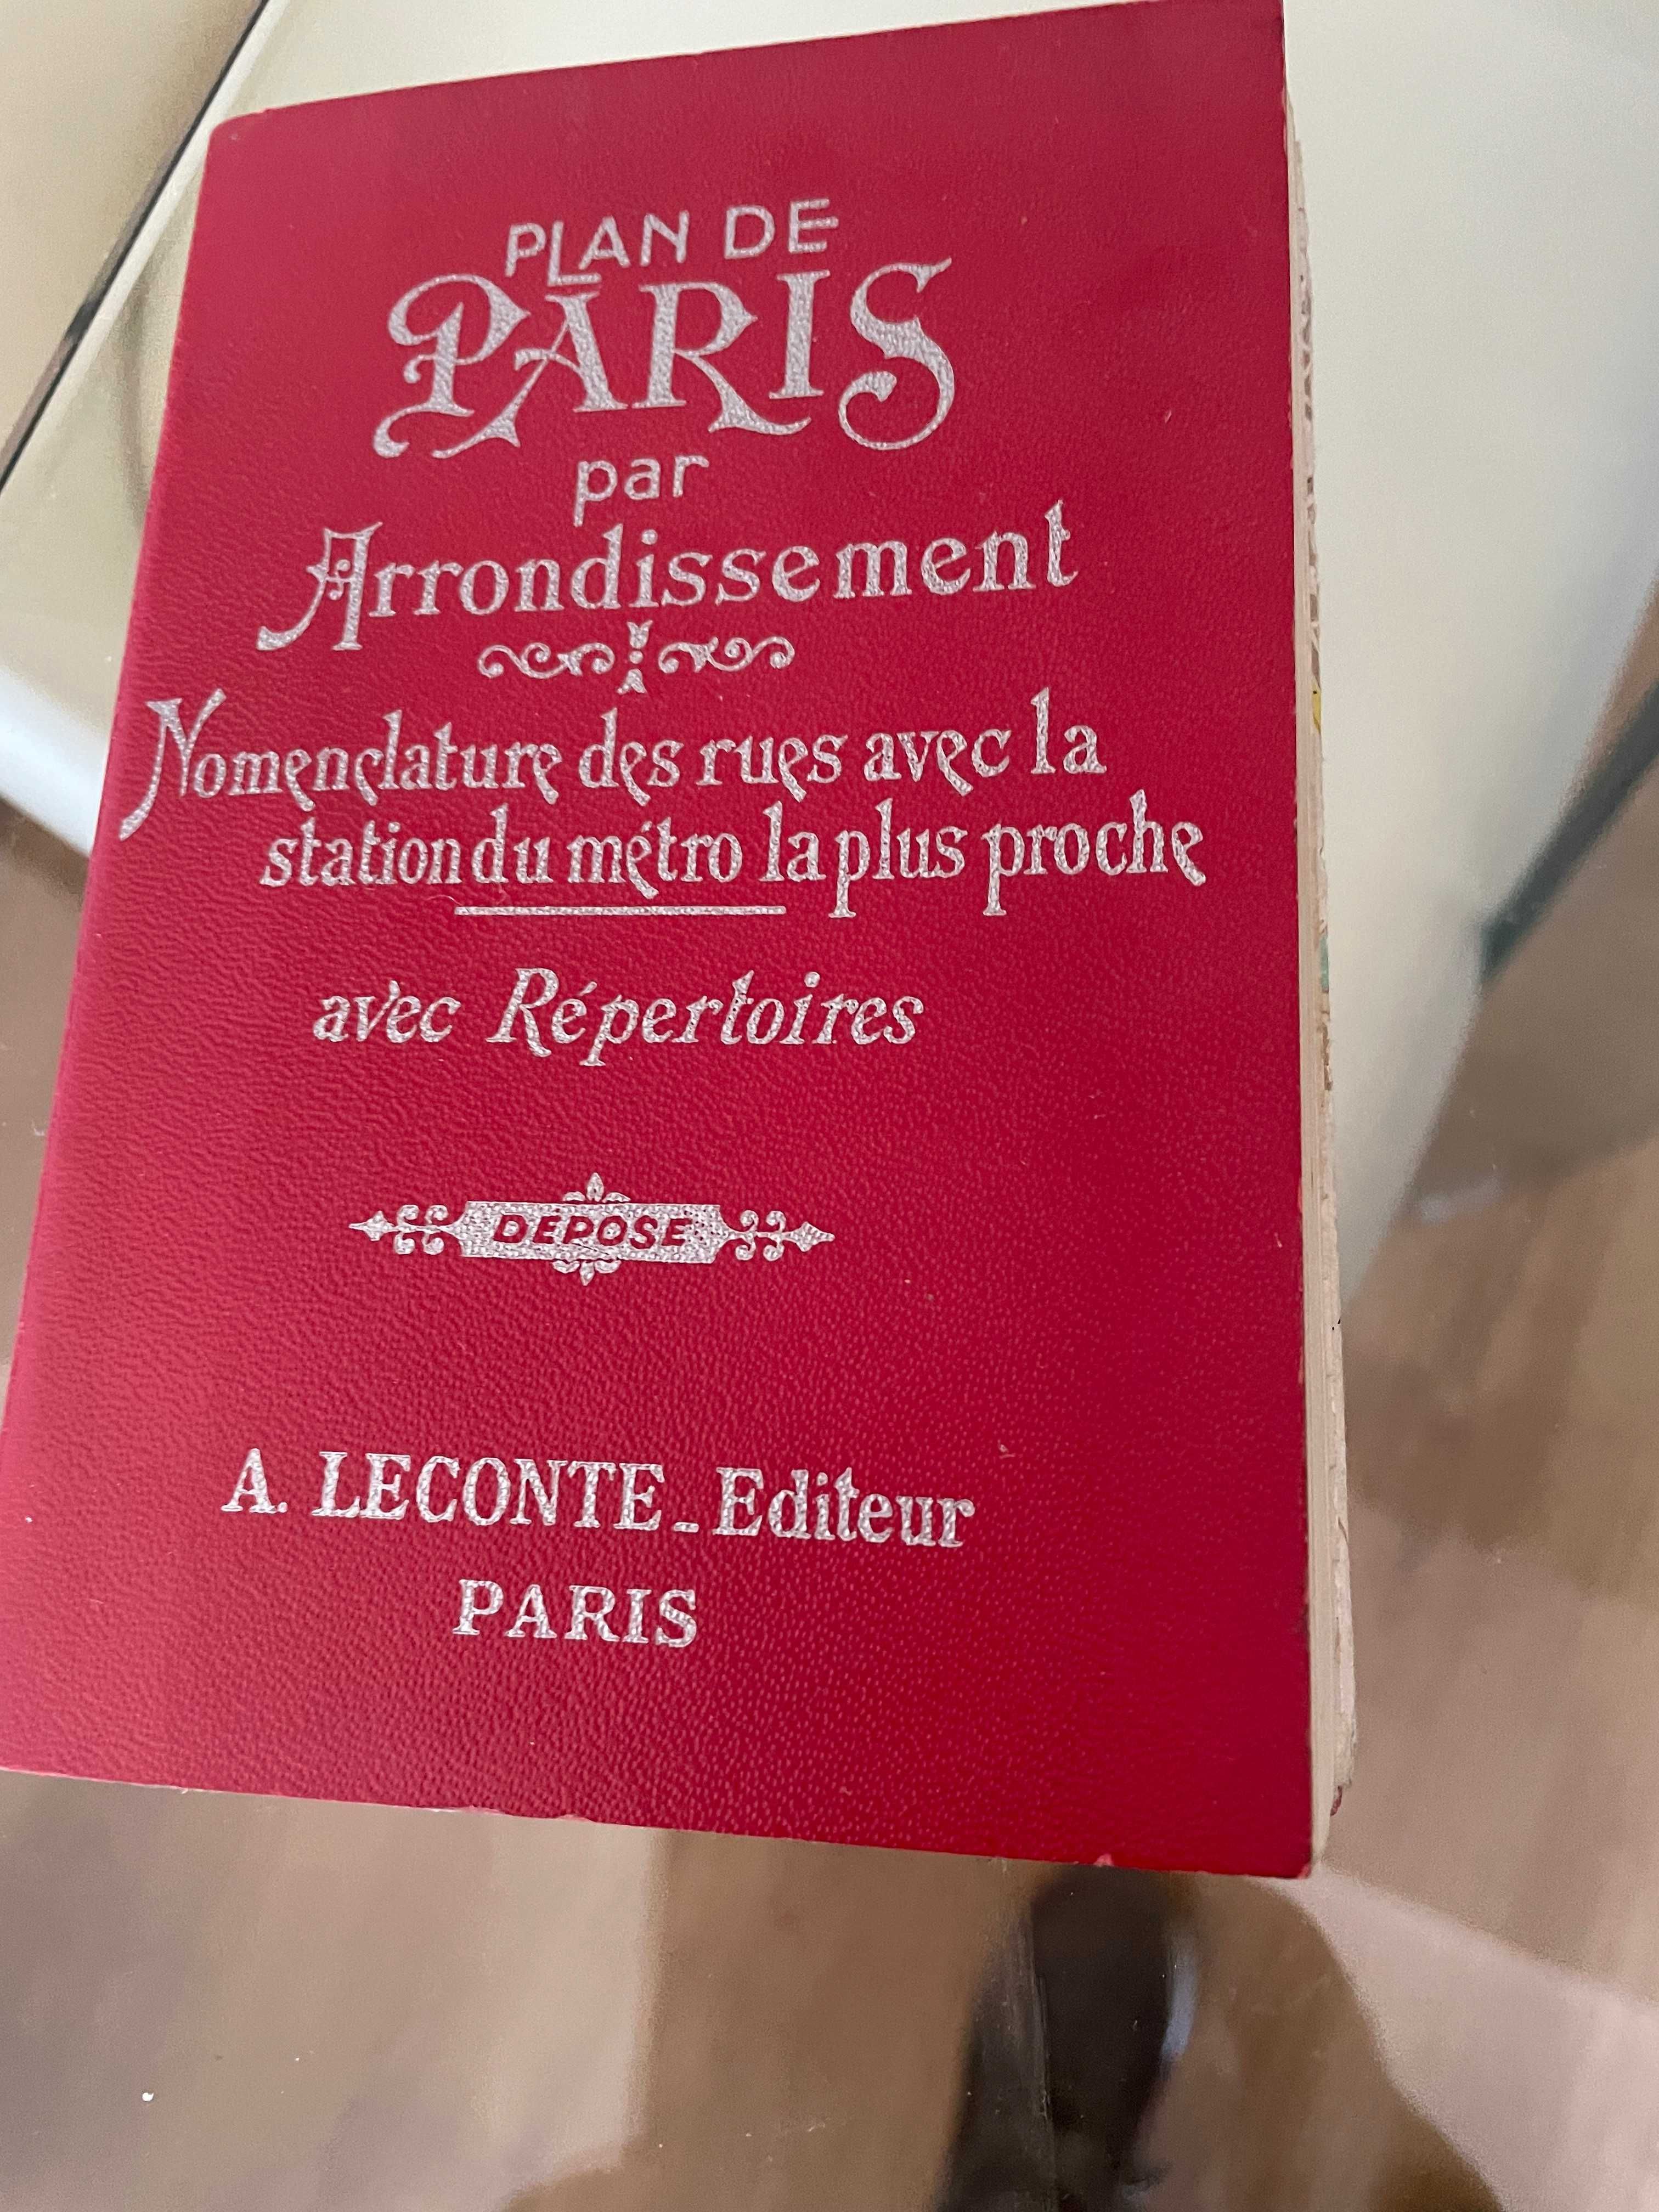 PLAN DE
PARIS
par
Arrondissement
Nomenclature des rues avec la
station du métro la plus proche
avec Répertoires
DEPOSE
A. LECONTE - Editeur
PARIS